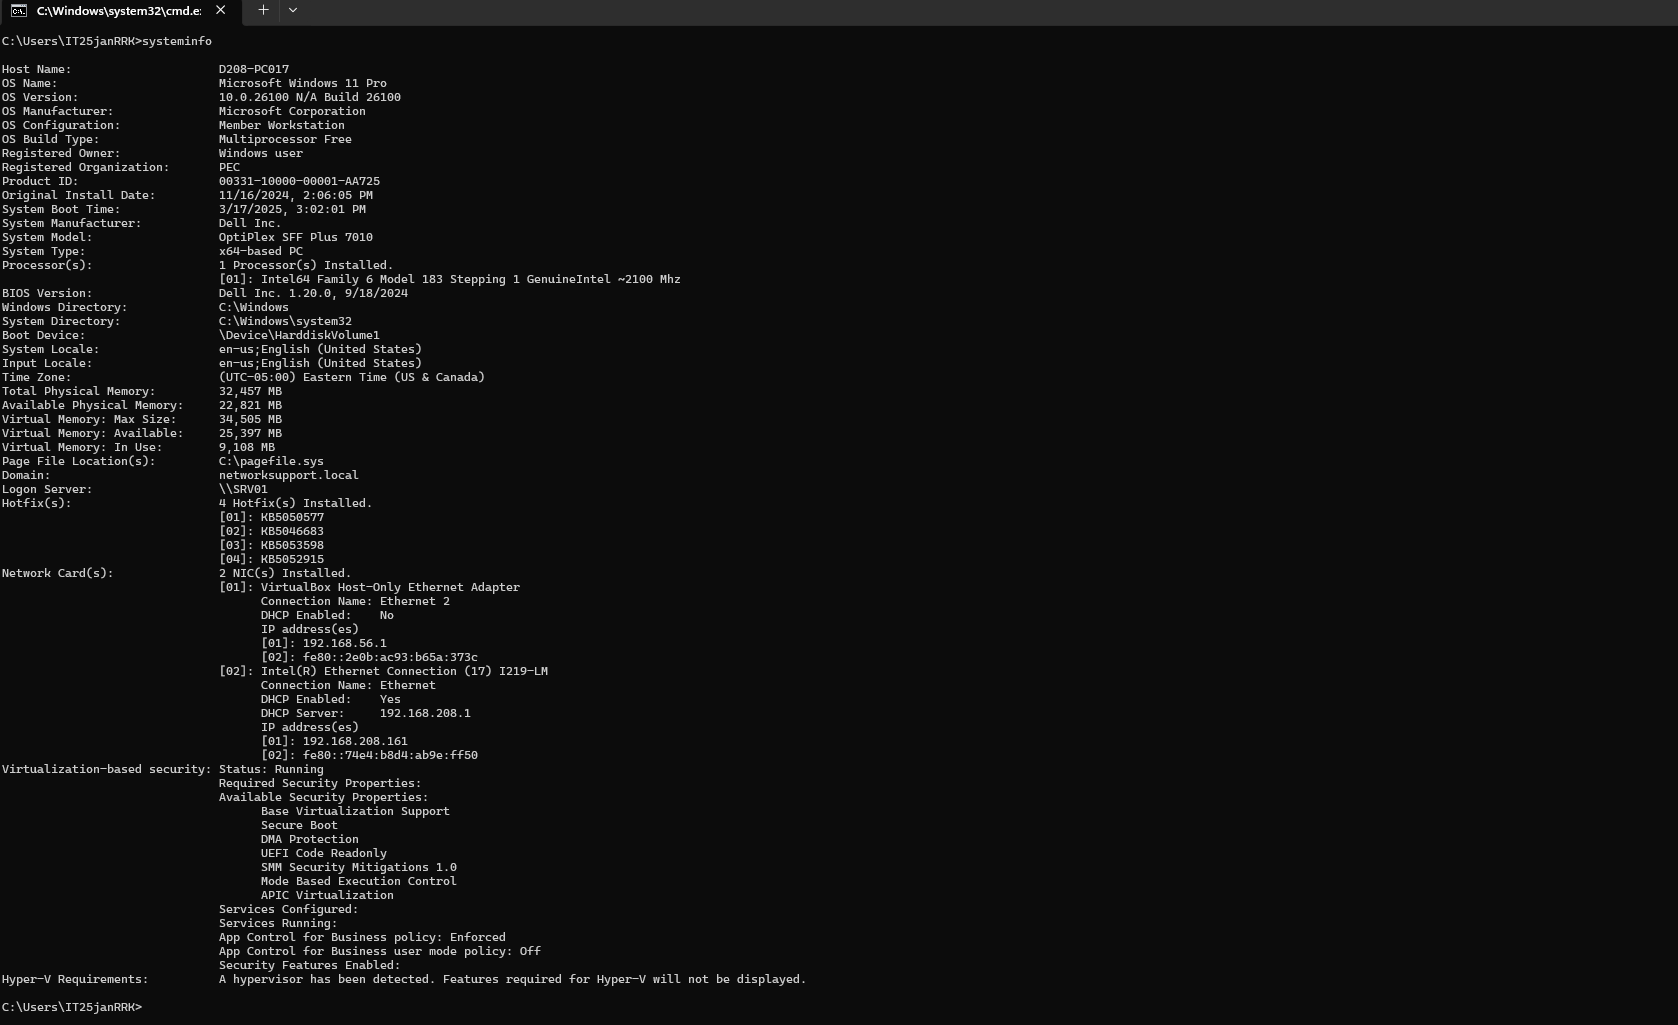 C:\Windows\system32\cmd.e:
C:\Users\IT25janRRK>systeminfo
Host Name: D208-PC017
OS Name: Microsoft Windows 11 Pro
OS Version: 10.0.26100 N/A Build 26100
OS Manufacturer: Microsoft Corporation
OS Configuration: Member Workstation
OS Build Type: Multiprocessor Free
Registered Owner: Windows user
Registered Organization: PEC
Product ID: 00331-10000-00001-AA725
Original Install Date: 11/16/2024, 2:06:05 PM
System Boot Time: 3/17/2025, 3:02:01 PM
System Manufacturer: Dell Inc.
System Model: OptiPlex SFF Plus 7010
System Type: x64-based PC
Processor(s): 1 Processor(s) Installed.
[01]: Intel64 Family 6 Model 183 Stepping 1 GenuineIntel ~2100 Mhz
BIOS Version: Dell Inc. 1.20.0, 9/18/2024
Windows Directory: C:\Windows
System Directory: C:\Windows\system32
Boot Device: \Device\HarddiskVolume1
System Locale: en-us;English (United States)
Input Locale: en-us;English (United States)
Time Zone: (UTC-05:00) Eastern Time (US & Canada)
Total Physical Memory: 32,457 MB
Available Physical Memory: 22,821 MB
Virtual Memory: Max Size: 34,505 MB
Virtual Memory: Available: 25,397 MB
Virtual Memory: In Use: 9,108 MB
Page File Location(s): C:\pagefile.sys
Domain: networksupport.local
Logon Server: \\SRV01
Hotfix(s): 4 Hotfix(s) Installed.
[01]: KB5050577
[02]: KB5046683
[03]: KB5053598
[04]: KB5052915
Network Card(s): 2 NIC(s) Installed.
[01]: VirtualBox Host-Only Ethernet Adapter
Connection Name: Ethernet 2
DHCP Enabled: No
IP address(es)
[01]: 192.168.56.1
[02]: fe80::2e0b:ac93:b65a:373c
[02]: Intel(R) Ethernet Connection (17) I219-LM
Connection Name: Ethernet
DHCP Enabled: Yes
DHCP Server: 192.168.208.1
IP address(es)
[01]: 192.168.208.161
[02]: fe80::74e4:b8d4:ab9e:ff50
Virtualization-based security: Status: Running
Required Security Properties:
Available Security Properties:
Base Virtualization Support
Secure Boot
DMA Protection
UEFI Code Readonly
SMM Security Mitigations 1.0
Mode Based Execution Control
APIC Virtualization
Services Configured:
Services Running:
App Control for Business policy: Enforced
App Control for Business user mode policy: Off
Security Features Enabled:
Hyper-V Requirements: A hypervisor has been detected. Features required for Hyper-V will not be displayed.
C:\Users\IT25janRRK>